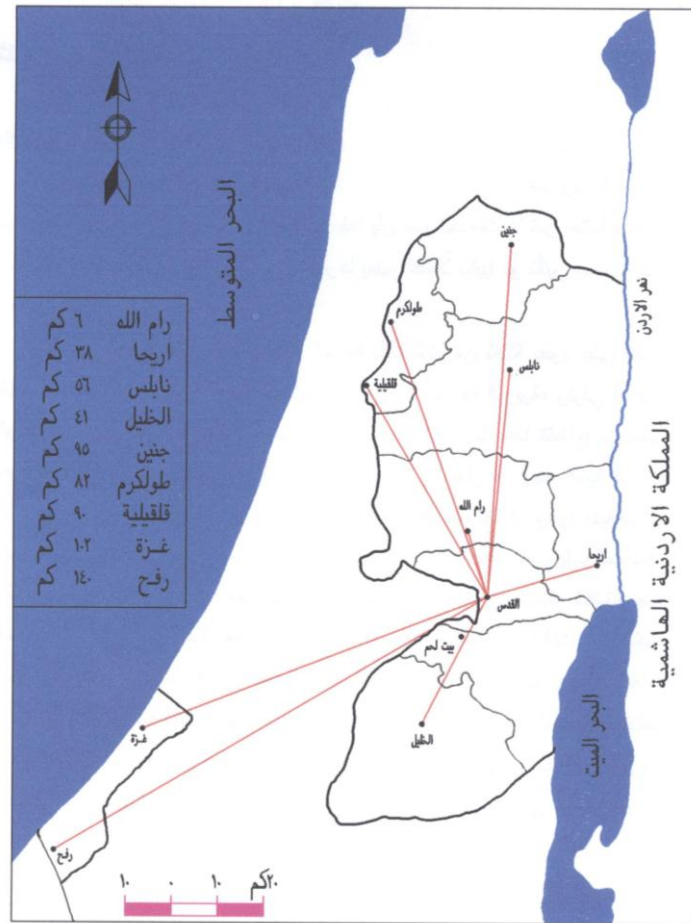 البحر المتوسط
رام الله ٦ كم
اريحا ٣٨ كم
نابلس ٥٦ كم
الخليل ٤١ كم
جنين ٩٥ كم
طولكرم ٨٢ كم
قلقيلية ٩٠ كم
غزة ١٠٢ كم
رفح ١٤٠ كم
جنين
طولكرم
نابلس
قلقيلية
رام الله
اريحا
القدس
بيت لحم
الخليل
غزة
رفح
نهر الاردن
المملكة الاردنية الهاشمية
البحر الميت
١٠ ٠ ١٠ ٢٠كم